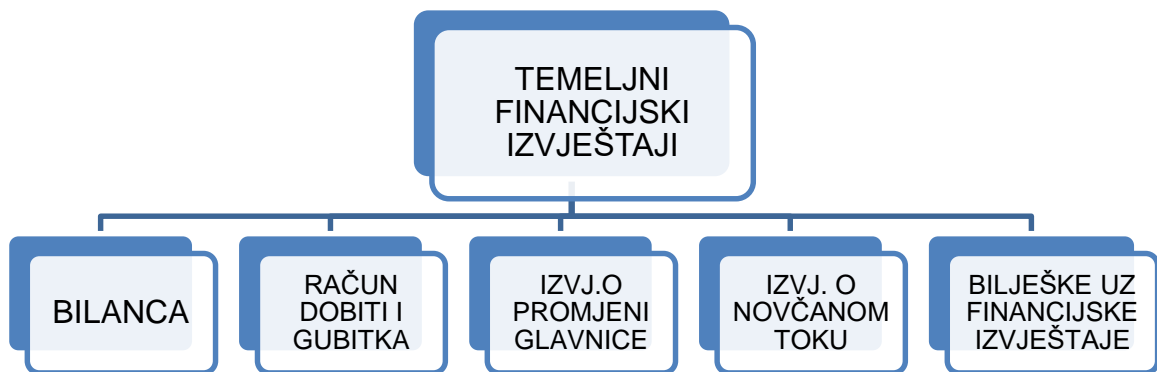 TEMELJNI
FINANCIJSKI
IZVJEŠTAJI
BILANCA
RAČUN
DOBITI I
GUBITKA
IZVJ.O
PROMJENI
GLAVNICE
IZVJ. O
NOVČANOM
TOKU
BILJEŠKE UZ
FINANCIJSKE
IZVJEŠTAJE